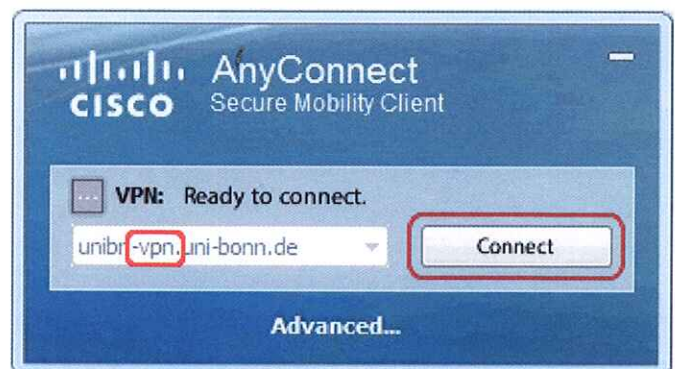 CISCO AnyConnect
Secure Mobility Client
VPN: Ready to connect.
unibn-vpn.uni-bonn.de
Connect
Advanced...